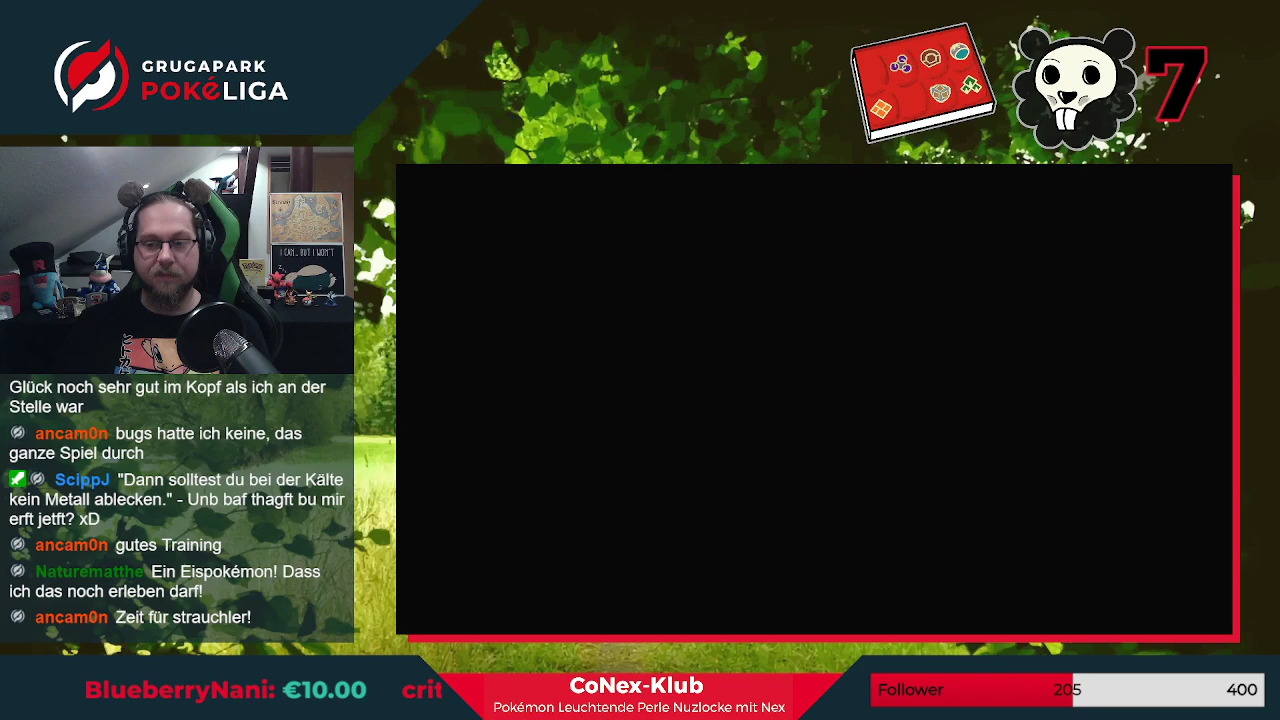 GRUGAPARK
POKéLIGA
7
I CAN.. BUT I WON'T
Glück noch sehr gut im Kopf als ich an der
Stelle war
ancam0n bugs hatte ich keine, das
ganze Spiel durch
ScippJ "Dann solltest du bei der Kälte
kein Metall ablecken." - Unb baf thagft bu mir
erft jetft? xD
ancam0n gutes Training
Naturematthe Ein Eispokémon! Dass
ich das noch erleben darf!
ancam0n Zeit für strauchler!
BlueberryNani: €10.00 crit
CoNex-Klub
Pokémon Leuchtende Perle Nuzlocke mit Nex
Follower 205 400